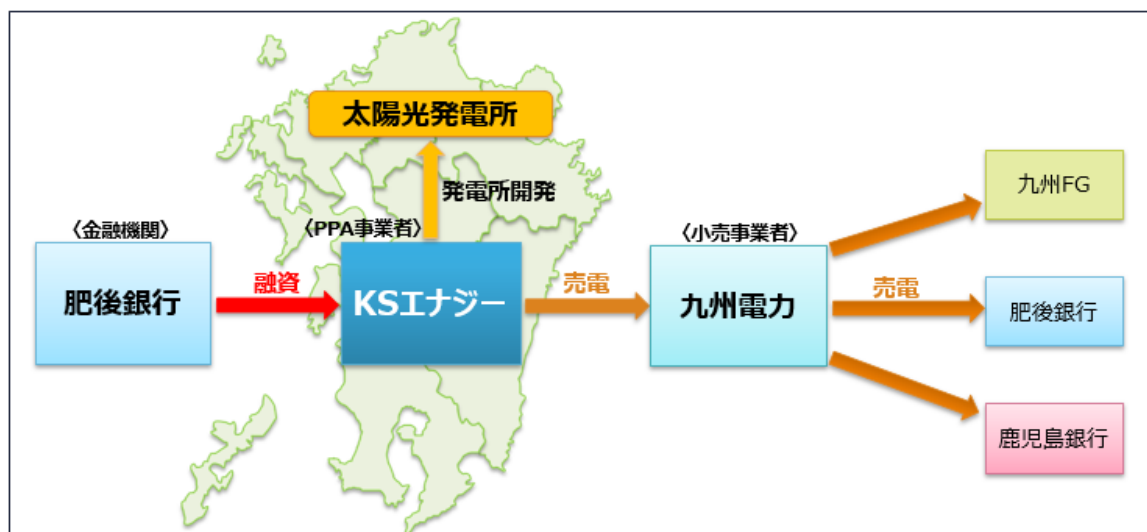 太陽光発電所
発電所開発
〈金融機関〉
肥後銀行
融資
〈PPA事業者〉
KSエナジー
売電
〈小売事業者〉
九州電力
売電
九州FG
肥後銀行
鹿児島銀行